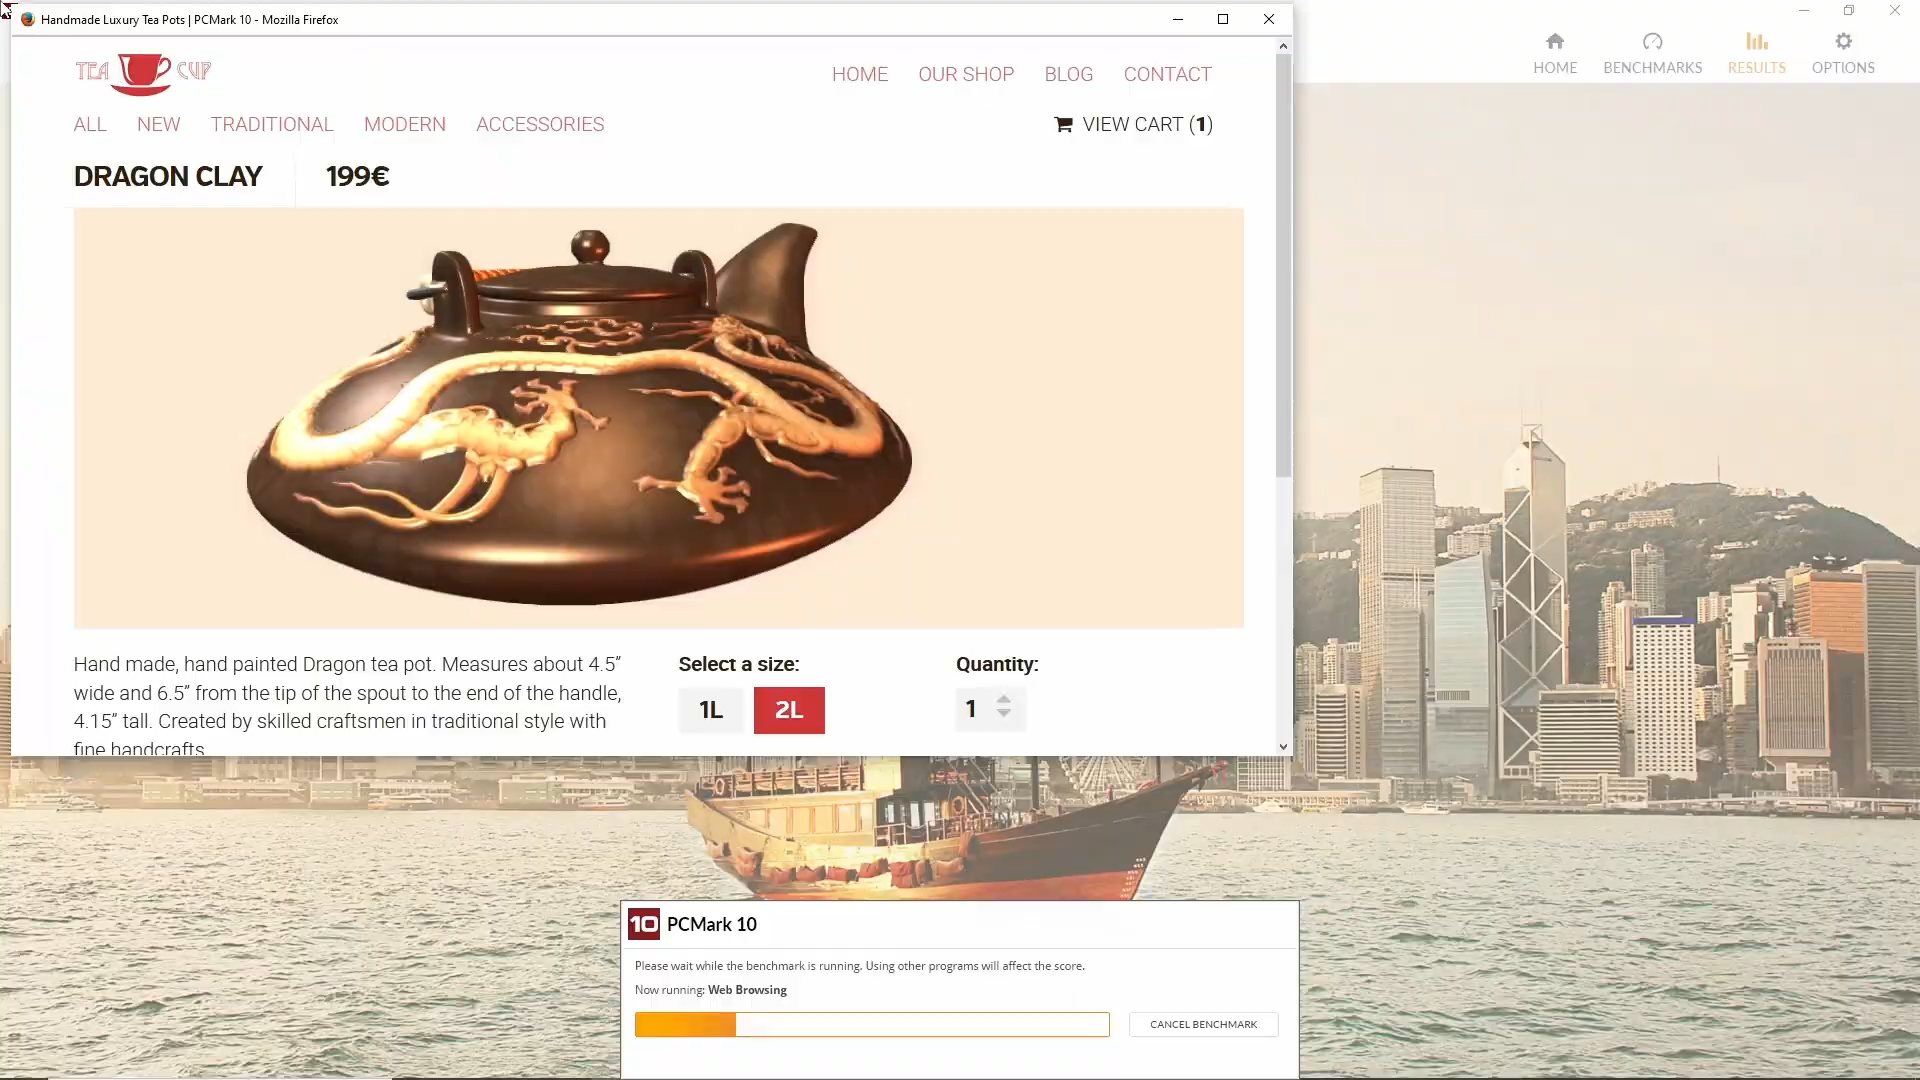 Handmade Luxury Tea Pots | PCMark 10 - Mozilla Firefox
TEA CUP
HOME OUR SHOP BLOG CONTACT
HOME BENCHMARKS RESULTS OPTIONS
ALL NEW TRADITIONAL MODERN ACCESSORIES
VIEW CART (1)
DRAGON CLAY 199€
Hand made, hand painted Dragon tea pot. Measures about 4.5”
wide and 6.5” from the tip of the spout to the end of the handle,
4.15” tall. Created by skilled craftsmen in traditional style with
fine handcrafts.
Select a size:
1L 2L
Quantity:
1
10 PCMark 10
Please wait while the benchmark is running. Using other programs will affect the score.
Now running: Web Browsing
CANCEL BENCHMARK